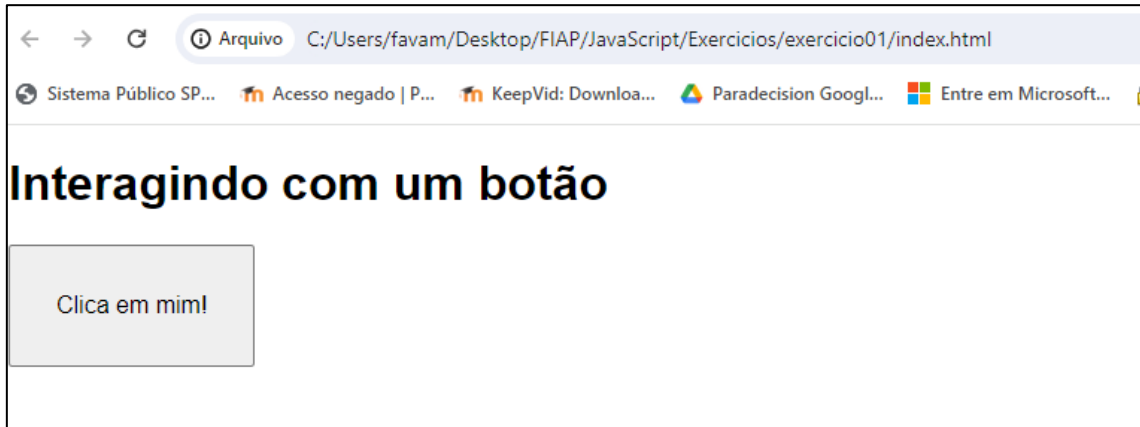 Arquivo C:/Users/favam/Desktop/FIAP/JavaScript/Exercicios/exercicio01/index.html
Sistema Público SP... Acesso negado | P... KeepVid: Downloa... Paradecision Googl... Entre em Microsoft...
Interagindo com um botão
Clica em mim!